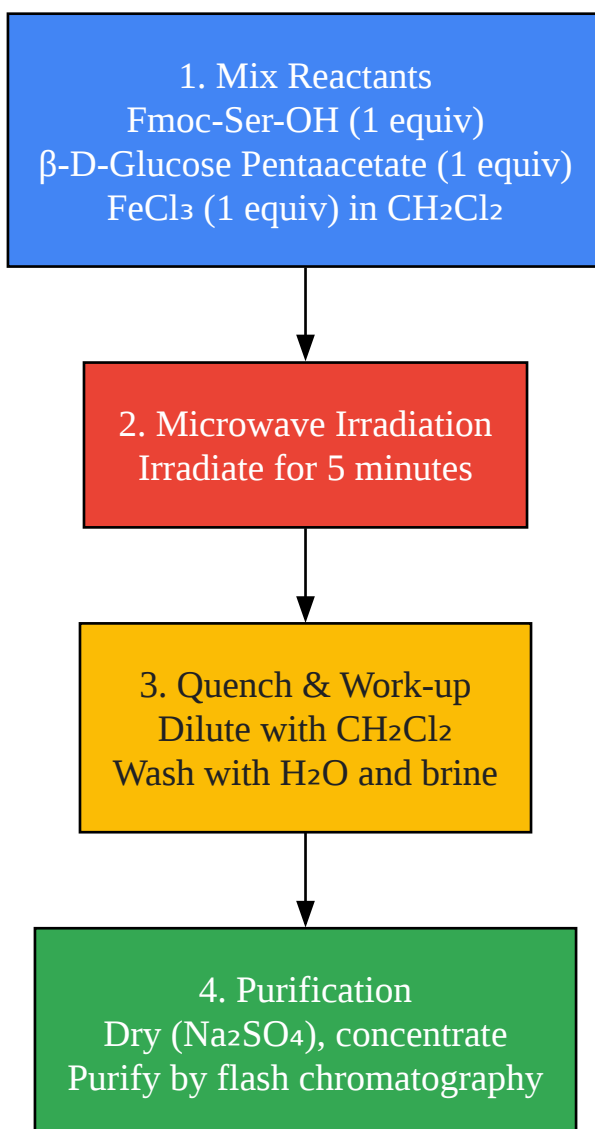 1. Mix Reactants
Fmoc-Ser-OH (1 equiv)
β-D-Glucose Pentaacetate (1 equiv)
FeCl₃ (1 equiv) in CH₂Cl₂
2. Microwave Irradiation
Irradiate for 5 minutes
3. Quench & Work-up
Dilute with CH₂Cl₂
Wash with H₂O and brine
4. Purification
Dry (Na₂SO₄), concentrate
Purify by flash chromatography